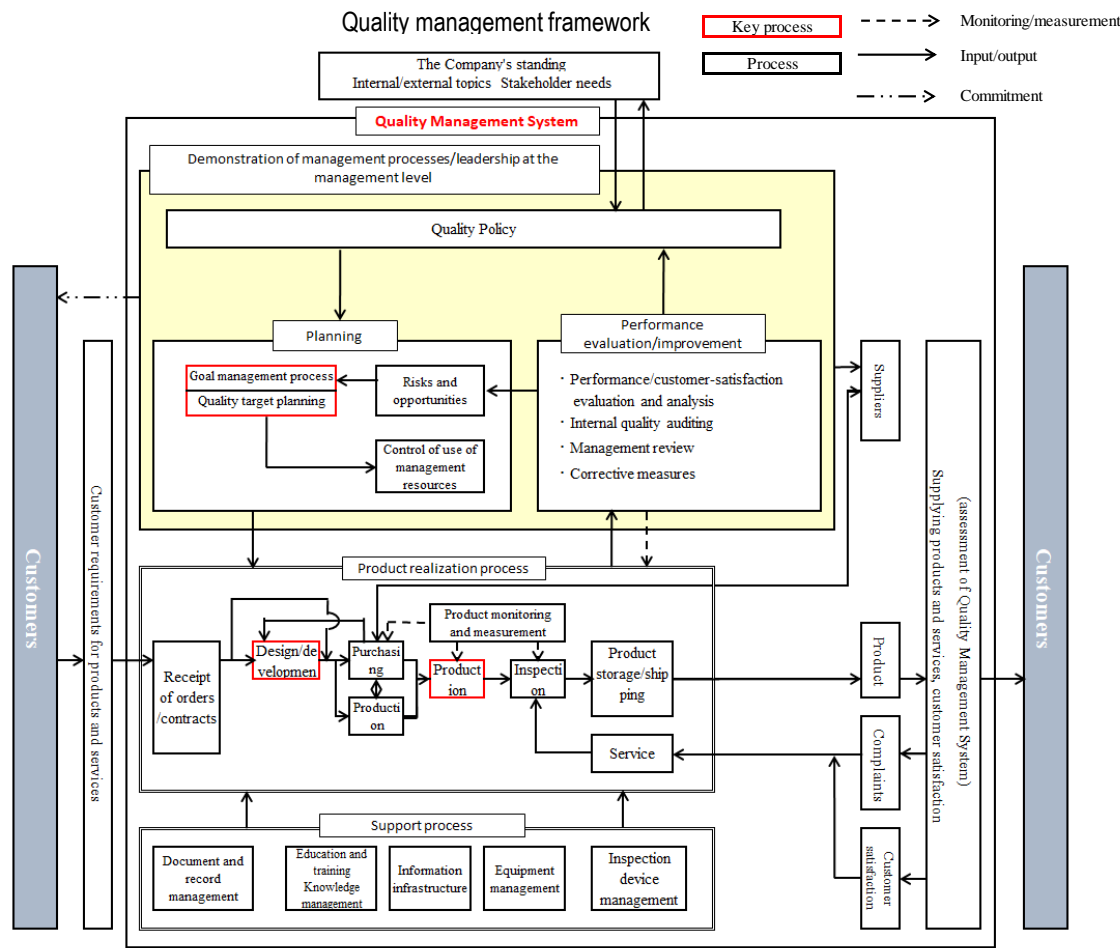 Quality management framework
Key process
Monitoring/measurement
Process
Input/output
Commitment
The Company's standing
Internal/external topics Stakeholder needs
Quality Management System
Demonstration of management processes/leadership at the
management level
Quality Policy
Planning
Performance
evaluation/improvement
Goal management process
Quality target planning
Risks and
opportunities
Control of use of
management
resources
・Performance/customer-satisfaction
evaluation and analysis
・Internal quality auditing
・Management review
・Corrective measures
Suppliers
Customers
Customer requirements for products and services
Product realization process
Receipt
of orders
/contracts
Design/de
velopmen
Purchasi
ng
Producti
on
Product monitoring
and measurement
Product
ion
Inspecti
on
Product
storage/shi
pping
Service
Product
Complaints
Customer
satisfaction
Supplying products and services, customer satisfaction
(assessment of Quality Management System)
Customers
Support process
Document and
record
management
Education and
training
Knowledge
management
Information
infrastructure
Equipment
management
Inspection
device
management